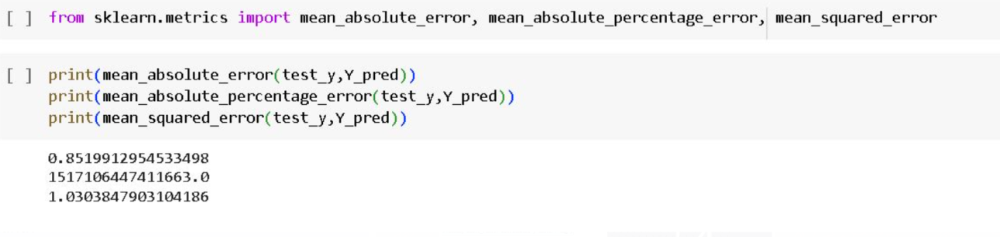 [ ] from sklearn.metrics import mean_absolute_error, mean_absolute_percentage_error, mean_squared_error
[ ] print(mean_absolute_error(test_y,Y_pred))
print(mean_absolute_percentage_error(test_y,Y_pred))
print(mean_squared_error(test_y,Y_pred))
0.8519912954533498
1517106447411663.0
1.0303847903104186